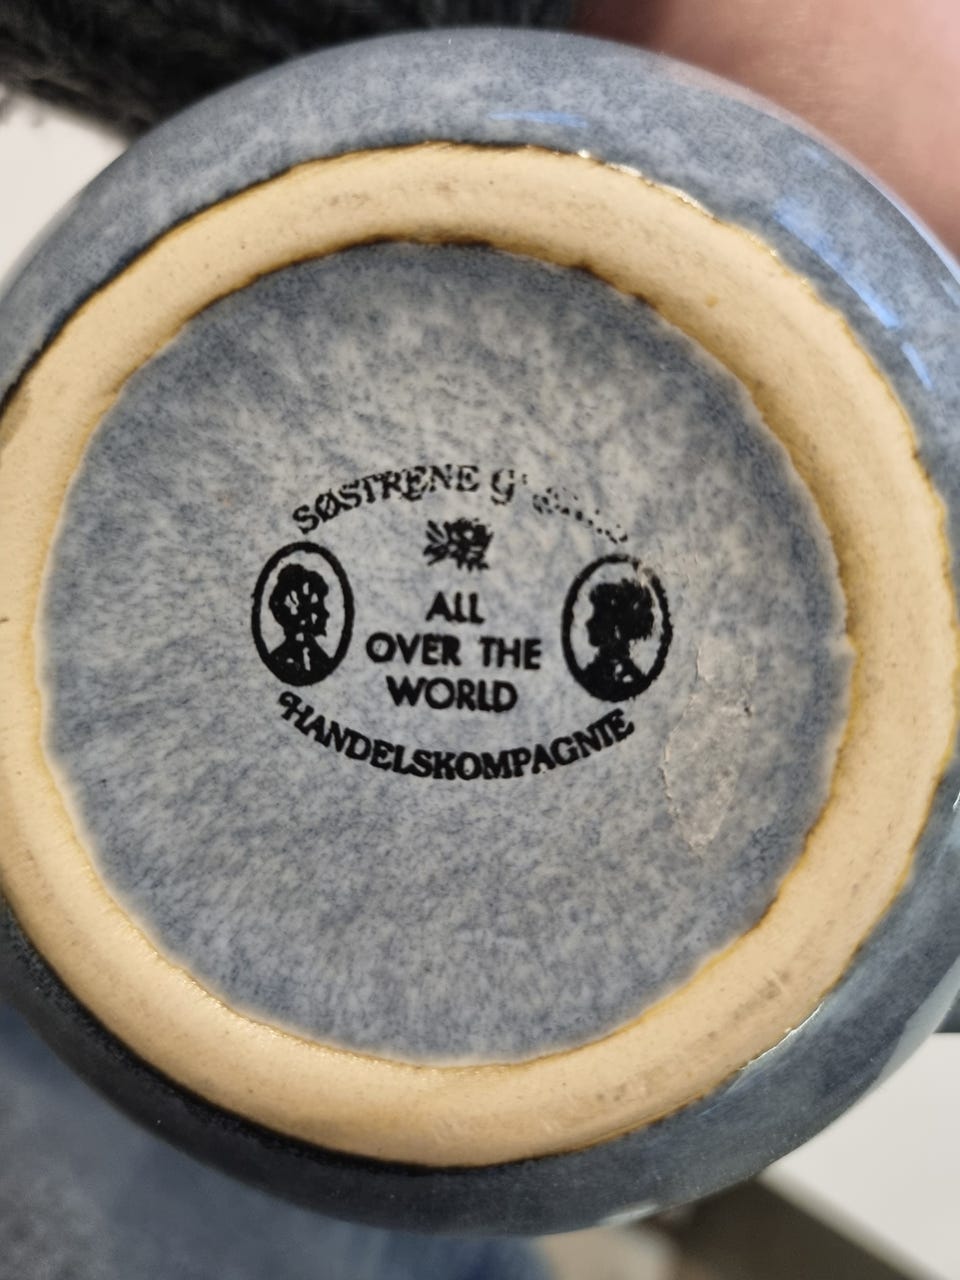 SØSTRENE
ALL
OVER THE
WORLD
HANDELSKOMPAGNIE